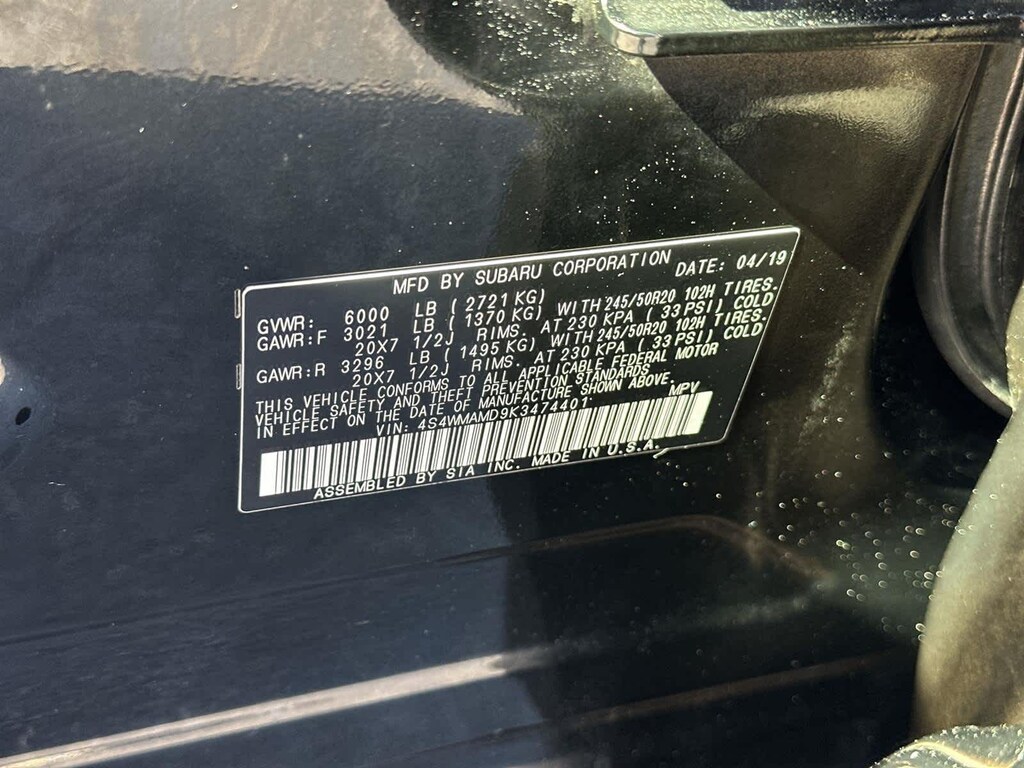 MFD BY SUBARU CORPORATION DATE: 04/19
GVWR: 6000 LB ( 2721 KG)
GAWR:F 3021 LB ( 1370 KG) WITH 245/50R20 102H TIRES.
20X7 1/2J RIMS. AT 230 KPA ( 33 PSI) COLD
GAWR:R 3296 LB ( 1495 KG) WITH 245/50R20 102H TIRES.
20X7 1/2J RIMS. AT 230 KPA ( 33 PSI) COLD
THIS VEHICLE CONFORMS TO ALL APPLICABLE FEDERAL MOTOR
VEHICLE SAFETY AND THEFT PREVENTION STANDARDS
IN EFFECT ON THE DATE OF MANUFACTURE SHOWN ABOVE.
VIN: 4S4WMAMD9K3474401 MPV
ASSEMBLED BY SIA INC. MADE IN U.S.A.